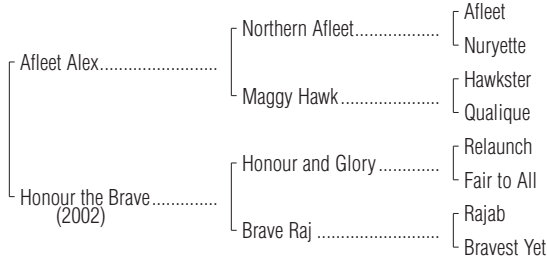 Afleet
Northern Afleet..................
Nuryette
Afleet Alex.........................
Hawkster
Maggy Hawk.....................
Qualique
Relaunch
Honour and Glory.............
Fair to All
Honour the Brave..............
(2002)
Rajab
Brave Raj ..........................
Bravest Yet